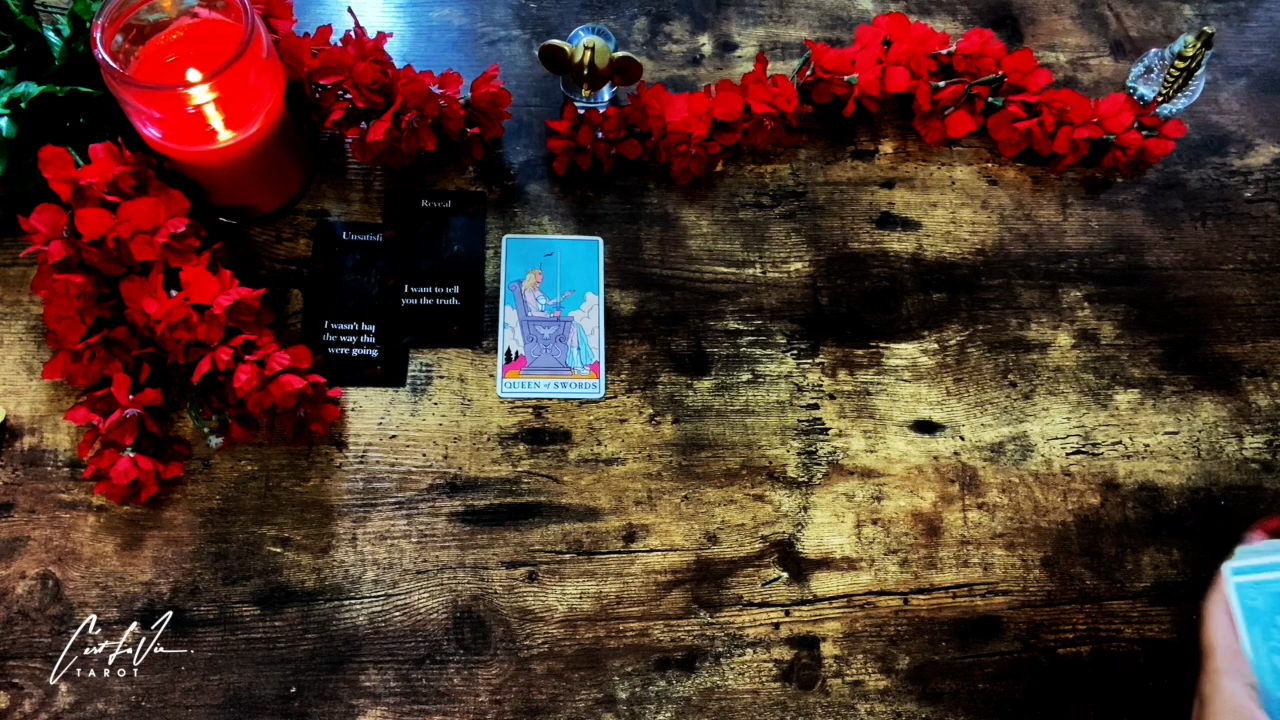 Reveal
I want to tell
you the truth.
Unsatisfi
I wasn't hap
the way thi
were going.
QUEEN of SWORDS
C'est La Vie
TAROT